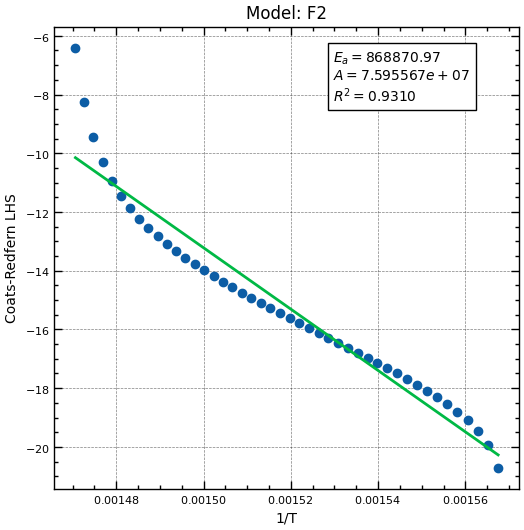 Model: F2
E_a = 868870.97
A = 7.595567e + 07
R² = 0.9310
Coats-Redfern LHS
−6
−8
−10
−12
−14
−16
−18
−20
0.00148
0.00150
0.00152
0.00154
0.00156
1/T